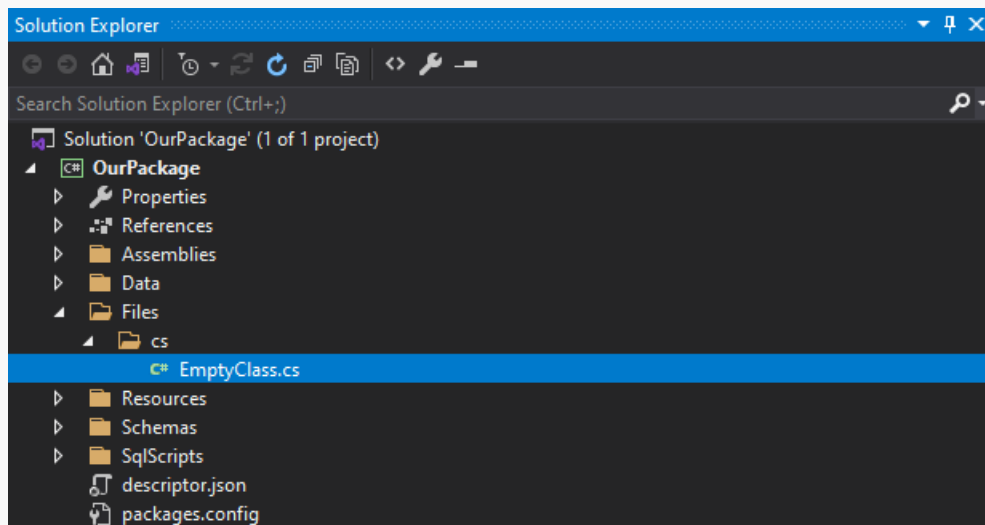 Solution Explorer
Search Solution Explorer (Ctrl+;)
Solution 'OurPackage' (1 of 1 project)
C# OurPackage
Properties
References
Assemblies
Data
Files
cs
C# EmptyClass.cs
Resources
Schemas
SqlScripts
descriptor.json
packages.config